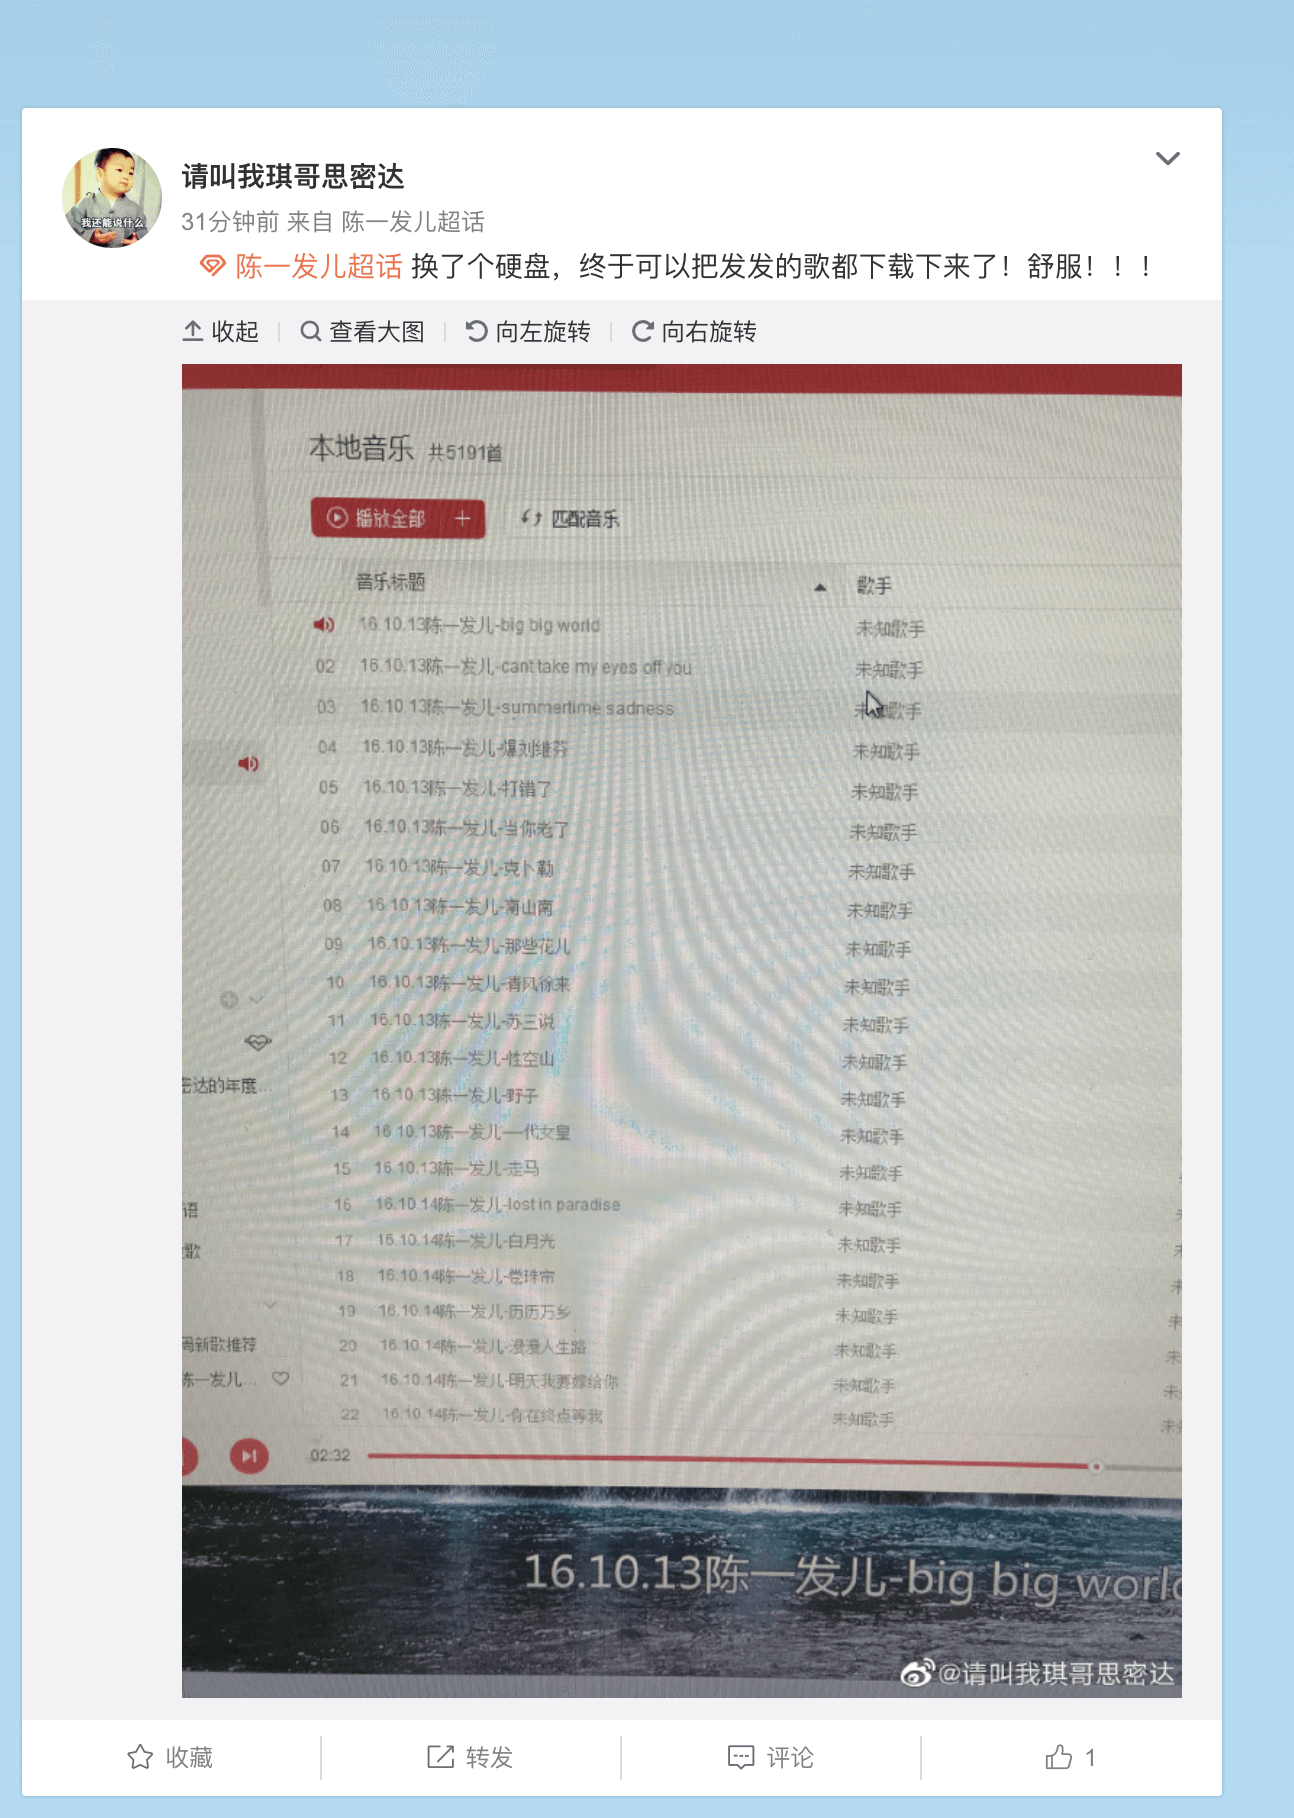 我还能说什么
请叫我琪哥思密达
31分钟前 来自 陈一发儿超话
陈一发儿超话 换了个硬盘，终于可以把发发的歌都下载下来了！舒服！！！
收起 查看大图 向左旋转 向右旋转
本地音乐 共5191首
播放全部 + 匹配音乐
音乐标题 歌手
16.10.13陈一发儿-big big world 未知歌手
02 16.10.13陈一发儿-cant take my eyes off you 未知歌手
03 16.10.13陈一发儿-summertime sadness 未知歌手
04 16.10.13陈一发儿-爆刘继芬 未知歌手
05 16.10.13陈一发儿-打错了 未知歌手
06 16.10.13陈一发儿-当你老了 未知歌手
07 16.10.13陈一发儿-克卜勒 未知歌手
08 16.10.13陈一发儿-南山南 未知歌手
09 16.10.13陈一发儿-那些花儿 未知歌手
10 16.10.13陈一发儿-青风徐来 未知歌手
11 16.10.13陈一发儿-苏三说 未知歌手
12 16.10.13陈一发儿-性空山 未知歌手
密达的年度...
13 16.10.13陈一发儿-野子 未知歌手
14 16.10.13陈一发儿-一代女皇 未知歌手
15 16.10.13陈一发儿-走马 未知歌手
16 16.10.14陈一发儿-lost in paradise 未知歌手
语
17 16.10.14陈一发儿-白月光 未知歌手
歌
18 16.10.14陈一发儿-卷珠帘 未知歌手
19 16.10.14陈一发儿-历历万乡 未知歌手
20 16.10.14陈一发儿-漫漫人生路 未知歌手
周新歌推荐
21 16.10.14陈一发儿-明天我要嫁给你 未知歌手
陈一发儿...
22 16.10.14陈一发儿-你在终点等我 未知歌手
02:32
16.10.13陈一发儿-big big world
@请叫我琪哥思密达
收藏 转发 评论 1